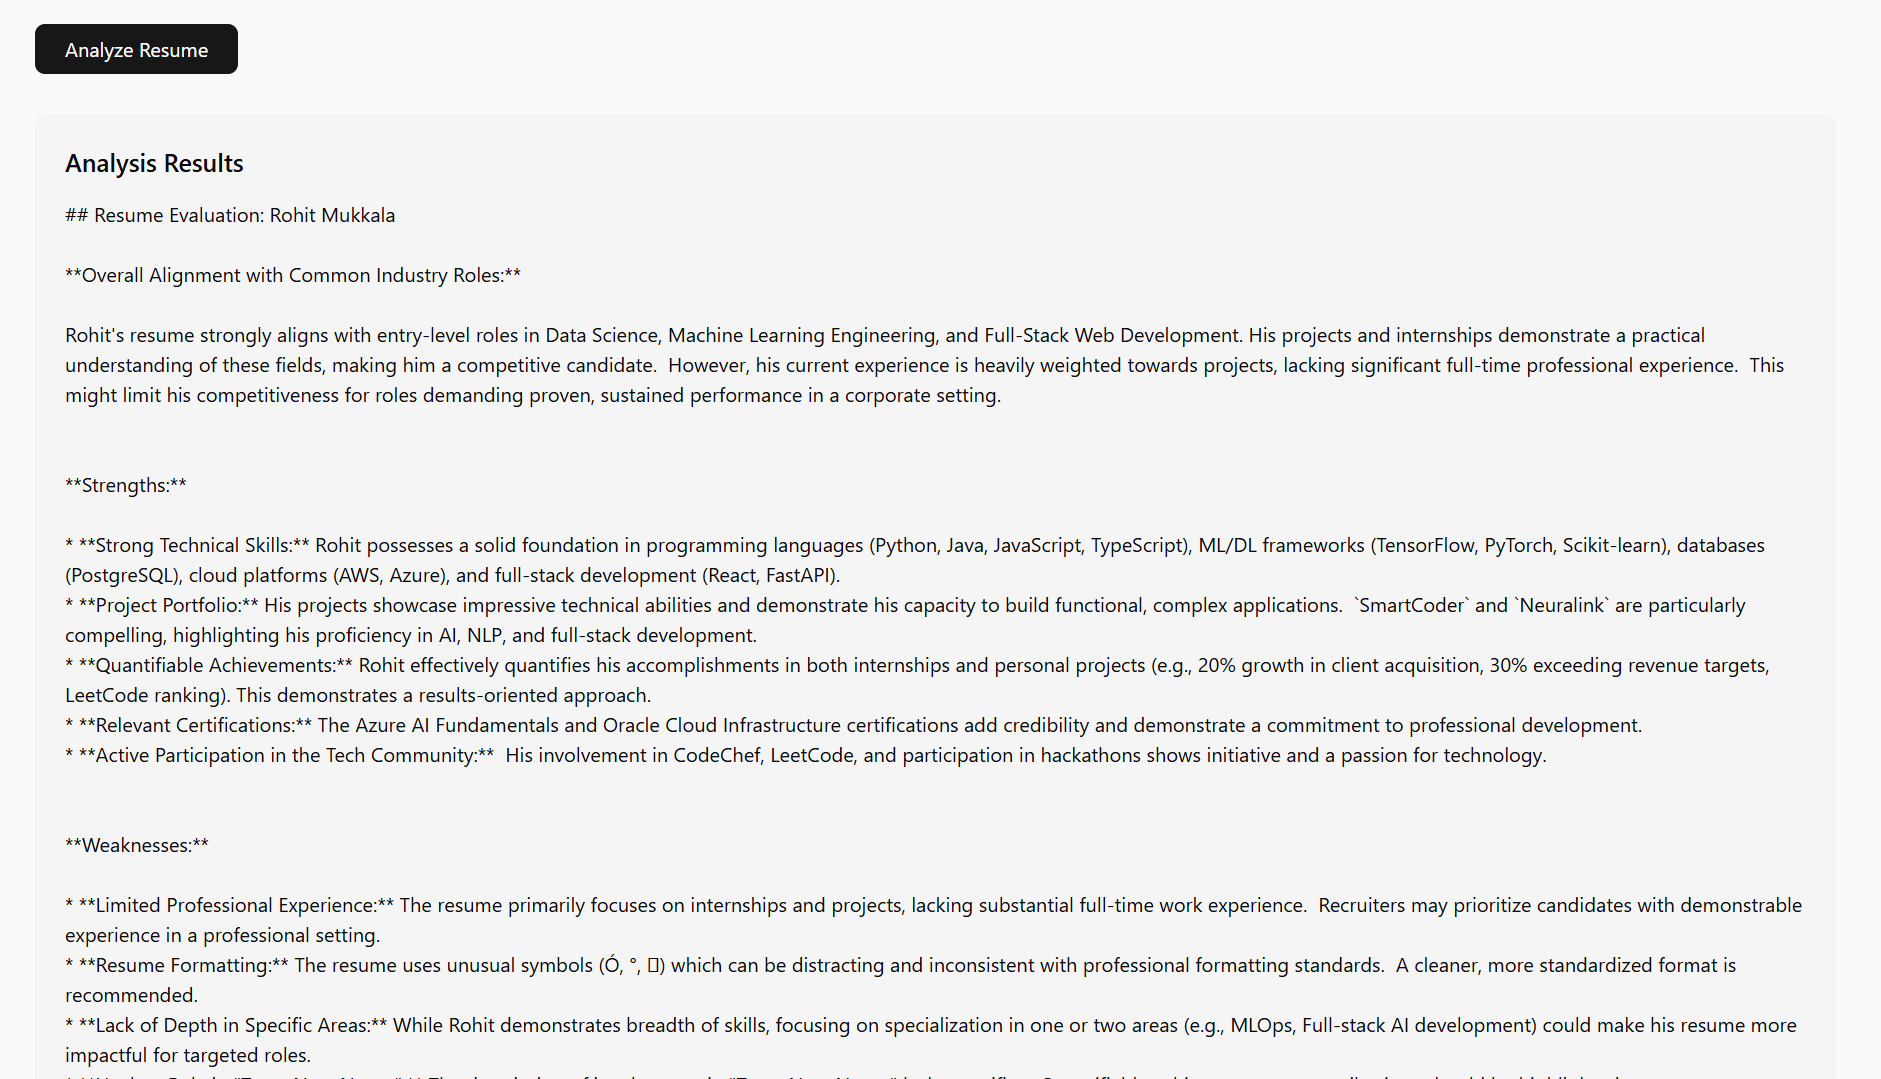 Analyze Resume
Analysis Results
## Resume Evaluation: Rohit Mukkala
**Overall Alignment with Common Industry Roles:**
Rohit's resume strongly aligns with entry-level roles in Data Science, Machine Learning Engineering, and Full-Stack Web Development. His projects and internships demonstrate a practical
understanding of these fields, making him a competitive candidate.  However, his current experience is heavily weighted towards projects, lacking significant full-time professional experience.  This
might limit his competitiveness for roles demanding proven, sustained performance in a corporate setting.
**Strengths:**
* **Strong Technical Skills:** Rohit possesses a solid foundation in programming languages (Python, Java, JavaScript, TypeScript), ML/DL frameworks (TensorFlow, PyTorch, Scikit-learn), databases
(PostgreSQL), cloud platforms (AWS, Azure), and full-stack development (React, FastAPI).
* **Project Portfolio:** His projects showcase impressive technical abilities and demonstrate his capacity to build functional, complex applications.  `SmartCoder` and `Neuralink` are particularly
compelling, highlighting his proficiency in AI, NLP, and full-stack development.
* **Quantifiable Achievements:** Rohit effectively quantifies his accomplishments in both internships and personal projects (e.g., 20% growth in client acquisition, 30% exceeding revenue targets,
LeetCode ranking). This demonstrates a results-oriented approach.
* **Relevant Certifications:** The Azure AI Fundamentals and Oracle Cloud Infrastructure certifications add credibility and demonstrate a commitment to professional development.
* **Active Participation in the Tech Community:**  His involvement in CodeChef, LeetCode, and participation in hackathons shows initiative and a passion for technology.
**Weaknesses:**
* **Limited Professional Experience:** The resume primarily focuses on internships and projects, lacking substantial full-time work experience.  Recruiters may prioritize candidates with demonstrable
experience in a professional setting.
* **Resume Formatting:** The resume uses unusual symbols (Ó, °, ▯) which can be distracting and inconsistent with professional formatting standards.  A cleaner, more standardized format is
recommended.
* **Lack of Depth in Specific Areas:** While Rohit demonstrates breadth of skills, focusing on specialization in one or two areas (e.g., MLOps, Full-stack AI development) could make his resume more
impactful for targeted roles.